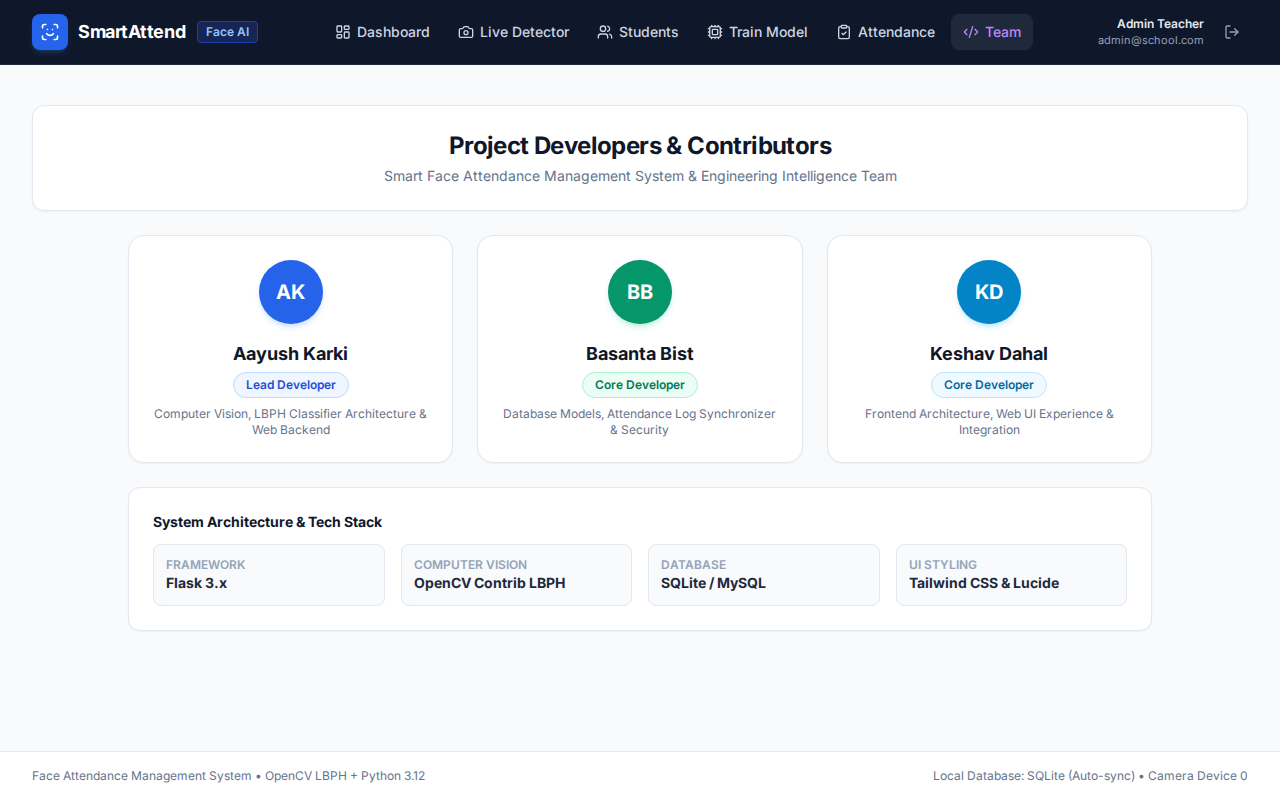 SmartAttend Face AI Dashboard Live Detector Students Train Model Attendance Team Admin Teacher
admin@school.com
Project Developers & Contributors
Smart Face Attendance Management System & Engineering Intelligence Team
AK
Aayush Karki
Lead Developer
Computer Vision, LBPH Classifier Architecture &
Web Backend
BB
Basanta Bist
Core Developer
Database Models, Attendance Log Synchronizer
& Security
KD
Keshav Dahal
Core Developer
Frontend Architecture, Web UI Experience &
Integration
System Architecture & Tech Stack
FRAMEWORK
Flask 3.x
COMPUTER VISION
OpenCV Contrib LBPH
DATABASE
SQLite / MySQL
UI STYLING
Tailwind CSS & Lucide
Face Attendance Management System • OpenCV LBPH + Python 3.12
Local Database: SQLite (Auto-sync) • Camera Device 0